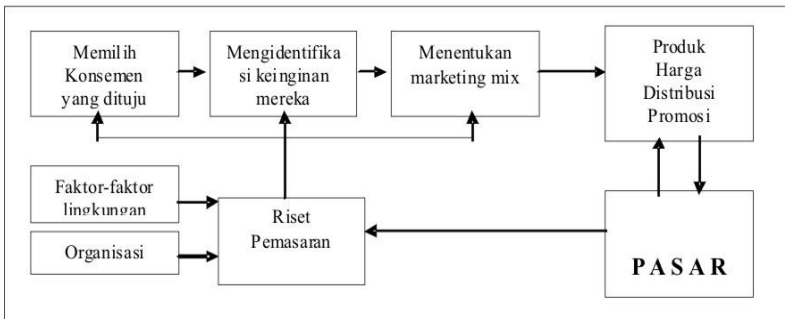 Memilih
Konsemen
yang dituju
Mengidentifika
si keinginan
mereka
Menentukan
marketing mix
Produk
Harga
Distribusi
Promosi
Faktor-faktor
lingkungan
Organisasi
Riset
Pemasaran
PASAR